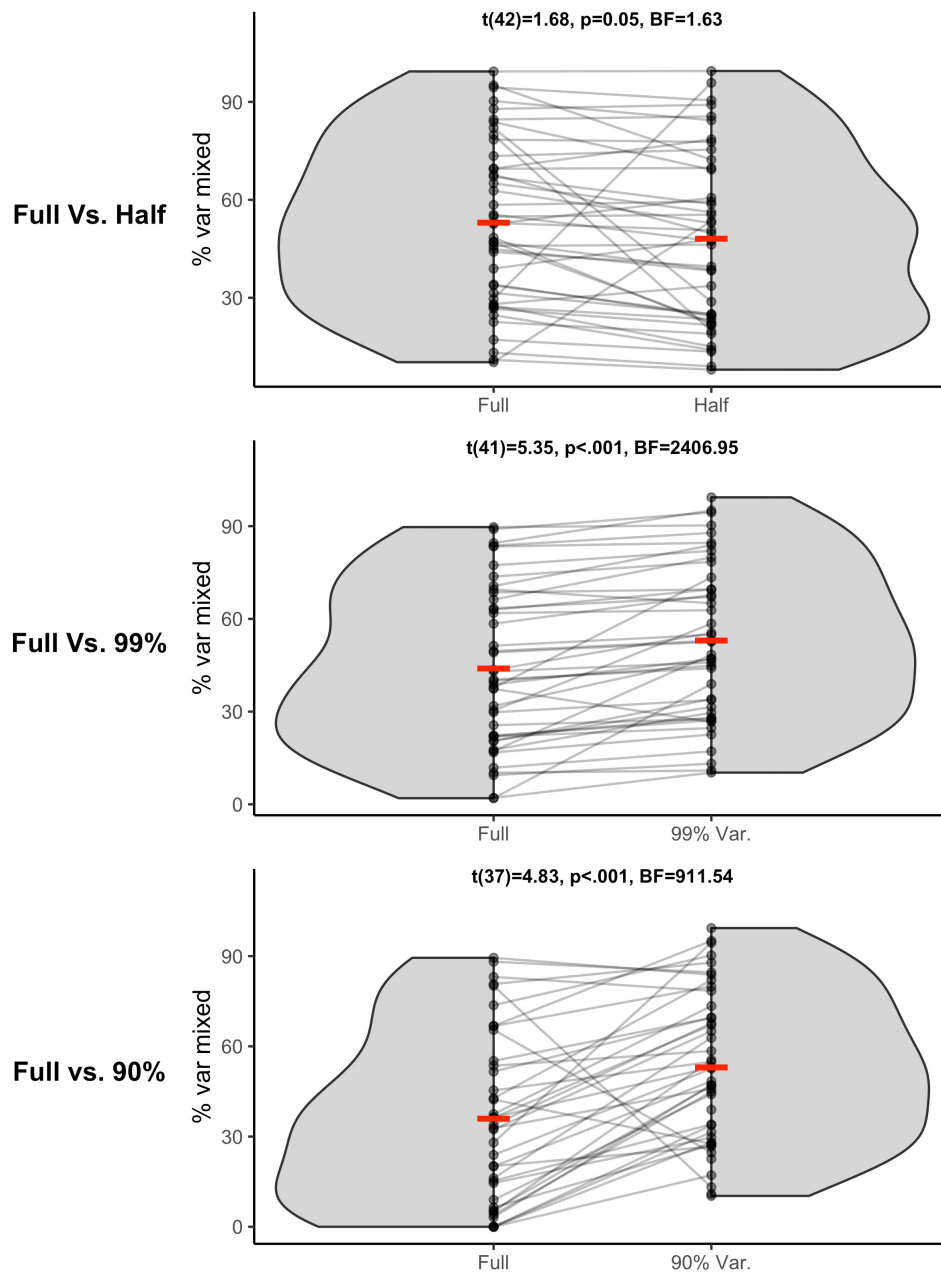 t(42)=1.68, p=0.05, BF=1.63
Full Vs. Half
% var mixed
90
60
30
Full
Half
t(41)=5.35, p<.001, BF=2406.95
Full Vs. 99%
% var mixed
90
60
30
0
Full
99% Var.
t(37)=4.83, p<.001, BF=911.54
Full vs. 90%
% var mixed
90
60
30
0
Full
90% Var.